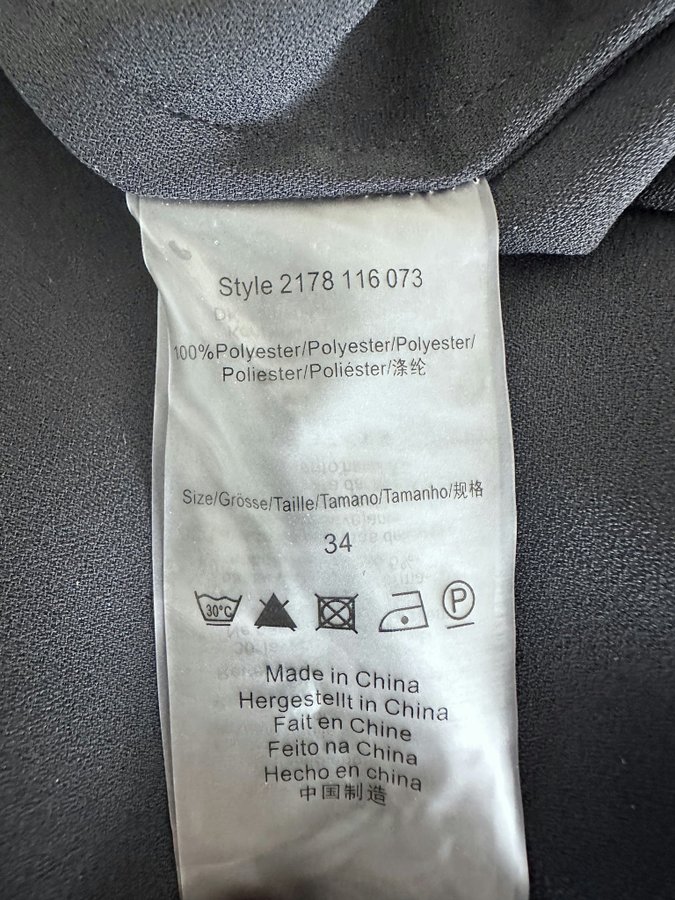 Style 2178 116 073
100%Polyester/Polyester/Polyester/
Poliester/Poliéster/涤纶
Size/Grösse/Taille/Tamano/Tamanho/规格
34
30°C
P
Made in China
Hergestellt in China
Fait en Chine
Feito na China
Hecho en china
中国制造